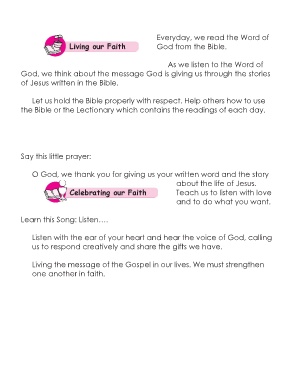 Living our Faith
Everyday, we read the Word of
God from the Bible.
As we listen to the Word of
God, we think about the message God is giving us through the stories
of Jesus written in the Bible.
Let us hold the Bible properly with respect. Help others how to use
the Bible or the Lectionary which contains the readings of each day.
Say this little prayer:
O God, we thank you for giving us your written word and the story
about the life of Jesus.
Celebrating our Faith
Teach us to listen with love
and to do what you want.
Learn this Song: Listen….
Listen with the ear of your heart and hear the voice of God, calling
us to respond creatively and share the gifts we have.
Living the message of the Gospel in our lives. We must strengthen
one another in faith.